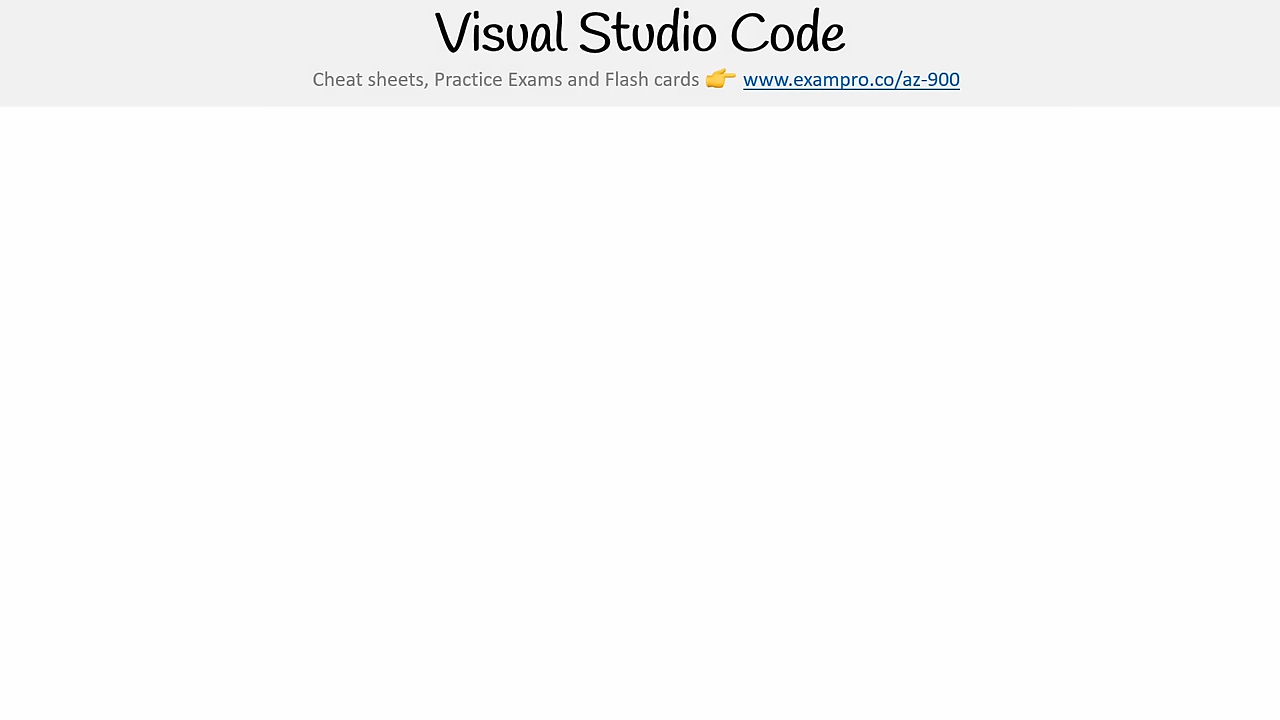 Visual Studio Code
Cheat sheets, Practice Exams and Flash cards 👉 www.exampro.co/az-900